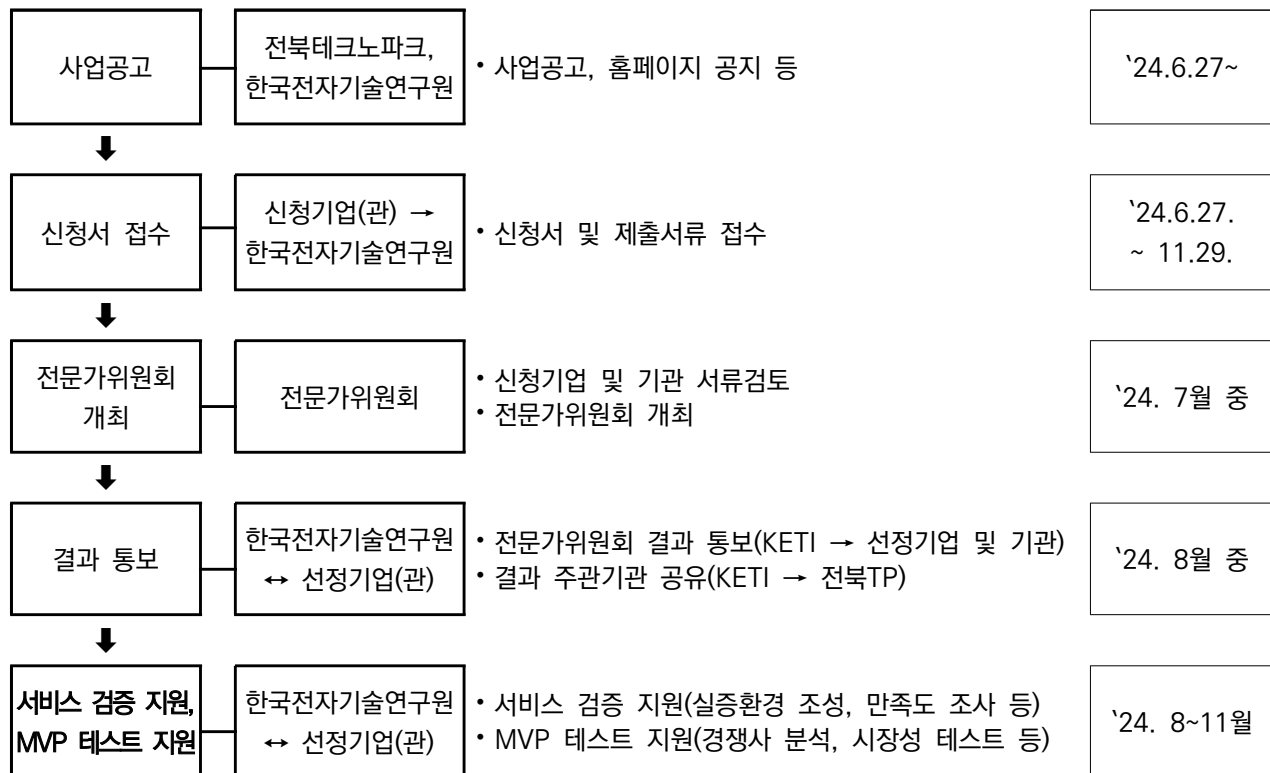 사업공고
전북테크노파크,
한국전자기술연구원
• 사업공고, 홈페이지 공지 등
`24.6.27~
신청서 접수
신청기업(관) →
한국전자기술연구원
• 신청서 및 제출서류 접수
`24.6.27.
~ 11.29.
전문가위원회
개최
전문가위원회
• 신청기업 및 기관 서류검토
• 전문가위원회 개최
`24. 7월 중
결과 통보
한국전자기술연구원
↔ 선정기업(관)
• 전문가위원회 결과 통보(KETI → 선정기업 및 기관)
• 결과 주관기관 공유(KETI → 전북TP)
`24. 8월 중
서비스 검증 지원,
MVP 테스트 지원
한국전자기술연구원
↔ 선정기업(관)
• 서비스 검증 지원(실증환경 조성, 만족도 조사 등)
• MVP 테스트 지원(경쟁사 분석, 시장성 테스트 등)
`24. 8~11월